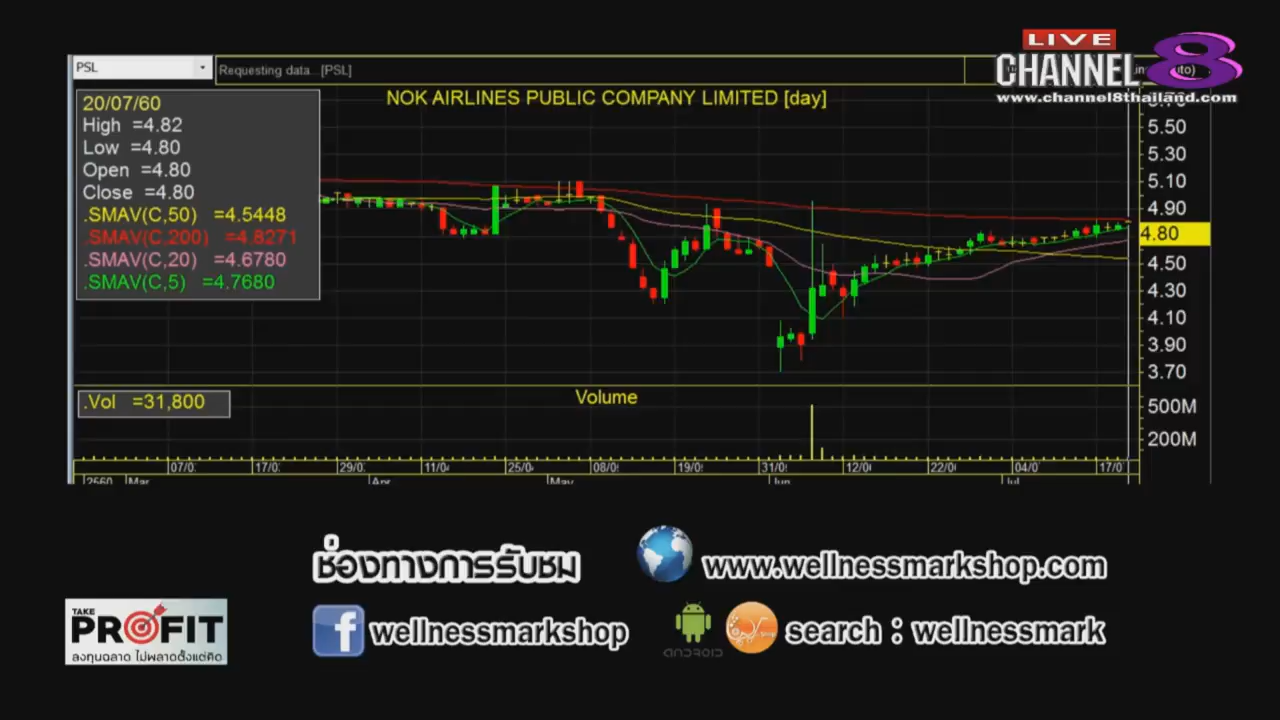 LIVE
CHANNEL 8
www.channel8thailand.com
PSL
Requesting data...[PSL]
NOK AIRLINES PUBLIC COMPANY LIMITED [day]
20/07/60
High =4.82
Low =4.80
Open =4.80
Close =4.80
.SMAV(C,50) =4.5448
.SMAV(C,200) =4.8271
.SMAV(C,20) =4.6780
.SMAV(C,5) =4.7680
5.50
5.30
5.10
4.90
4.80
4.50
4.30
4.10
3.90
3.70
.Vol =31,800
Volume
500M
200M
07/0 17/0 29/0 11/0 25/0 08/0 19/0 31/0 12/0 22/0 04/0 17/0
2560 Mar Apr May Jun Jul
ช่องทางการรับชม
www.wellnessmarkshop.com
wellnessmarkshop
android
search : wellnessmark
TAKE
PROFIT
ลงทุนฉลาด ไม่พลาดตั้งแต่คิด